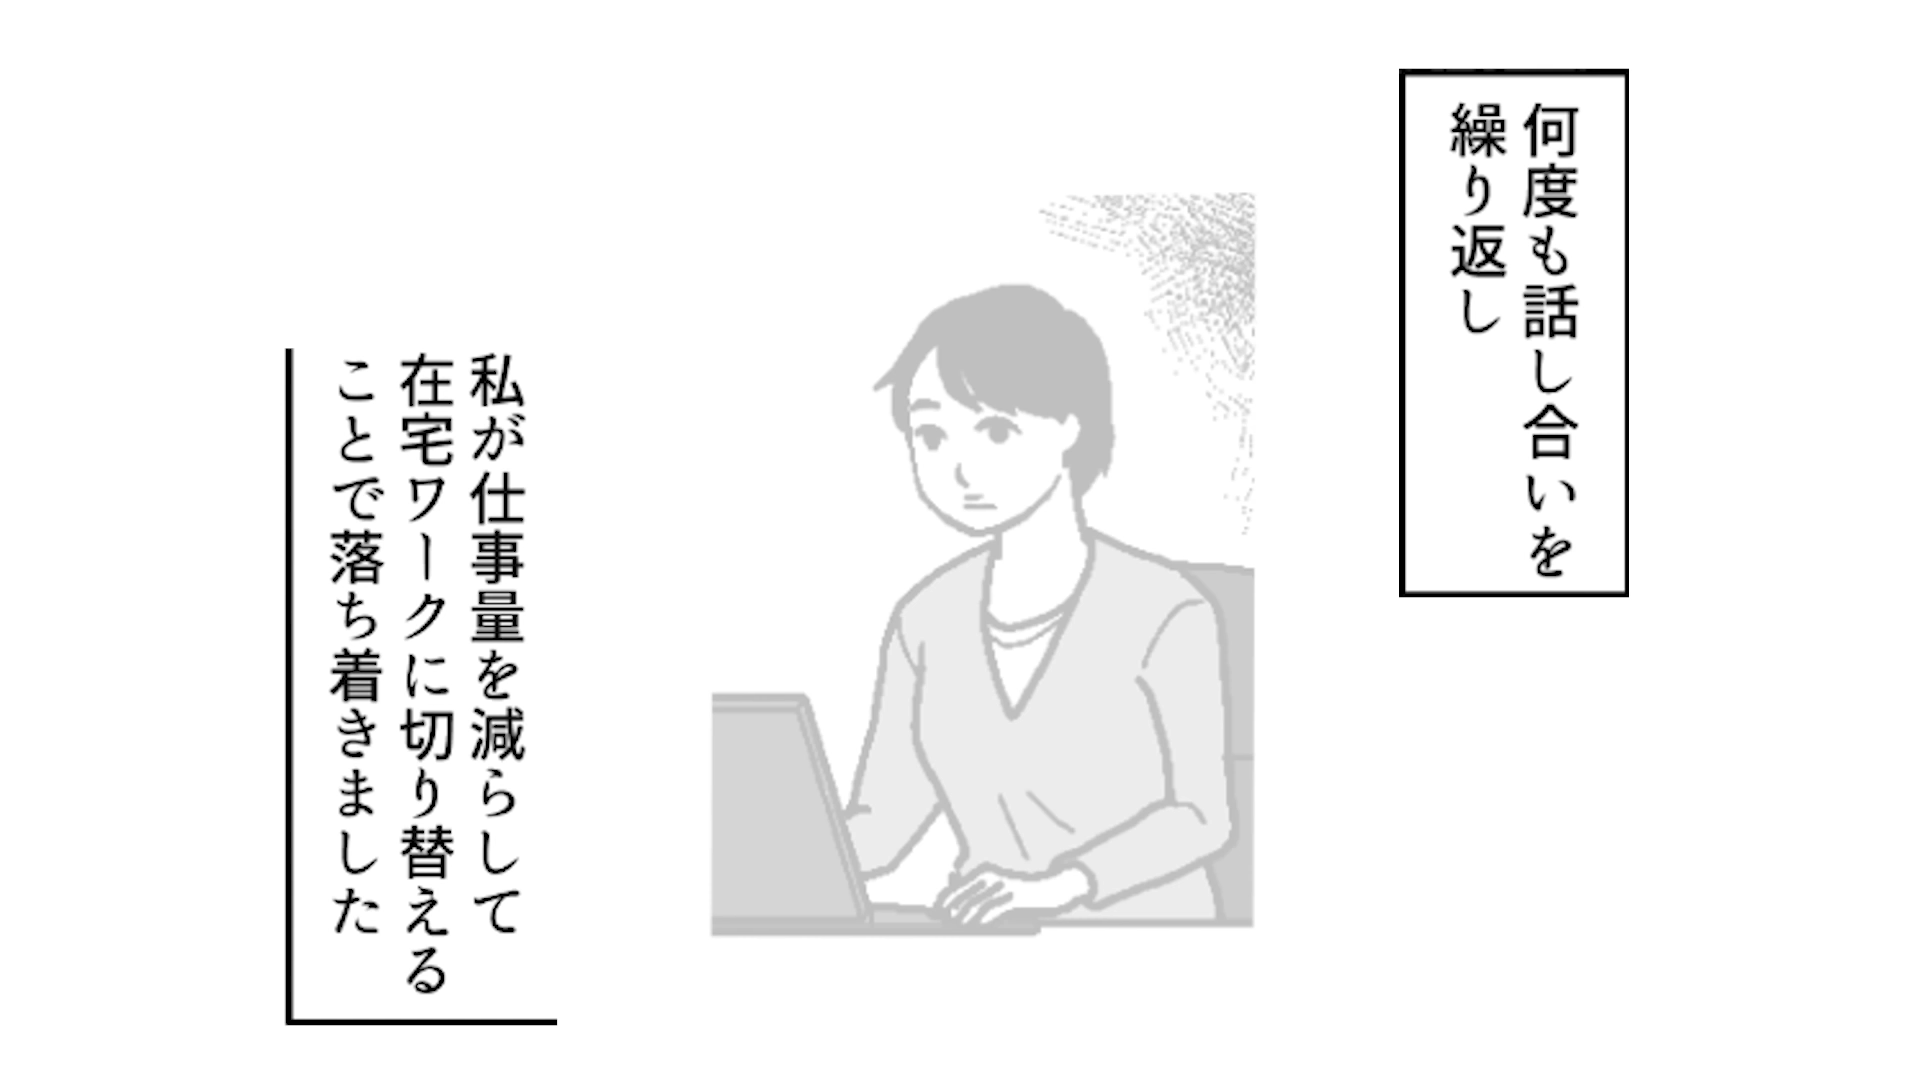 何度も話し合いを
繰り返し
私が仕事量を減らして
在宅ワークに切り替える
ことで落ち着きました